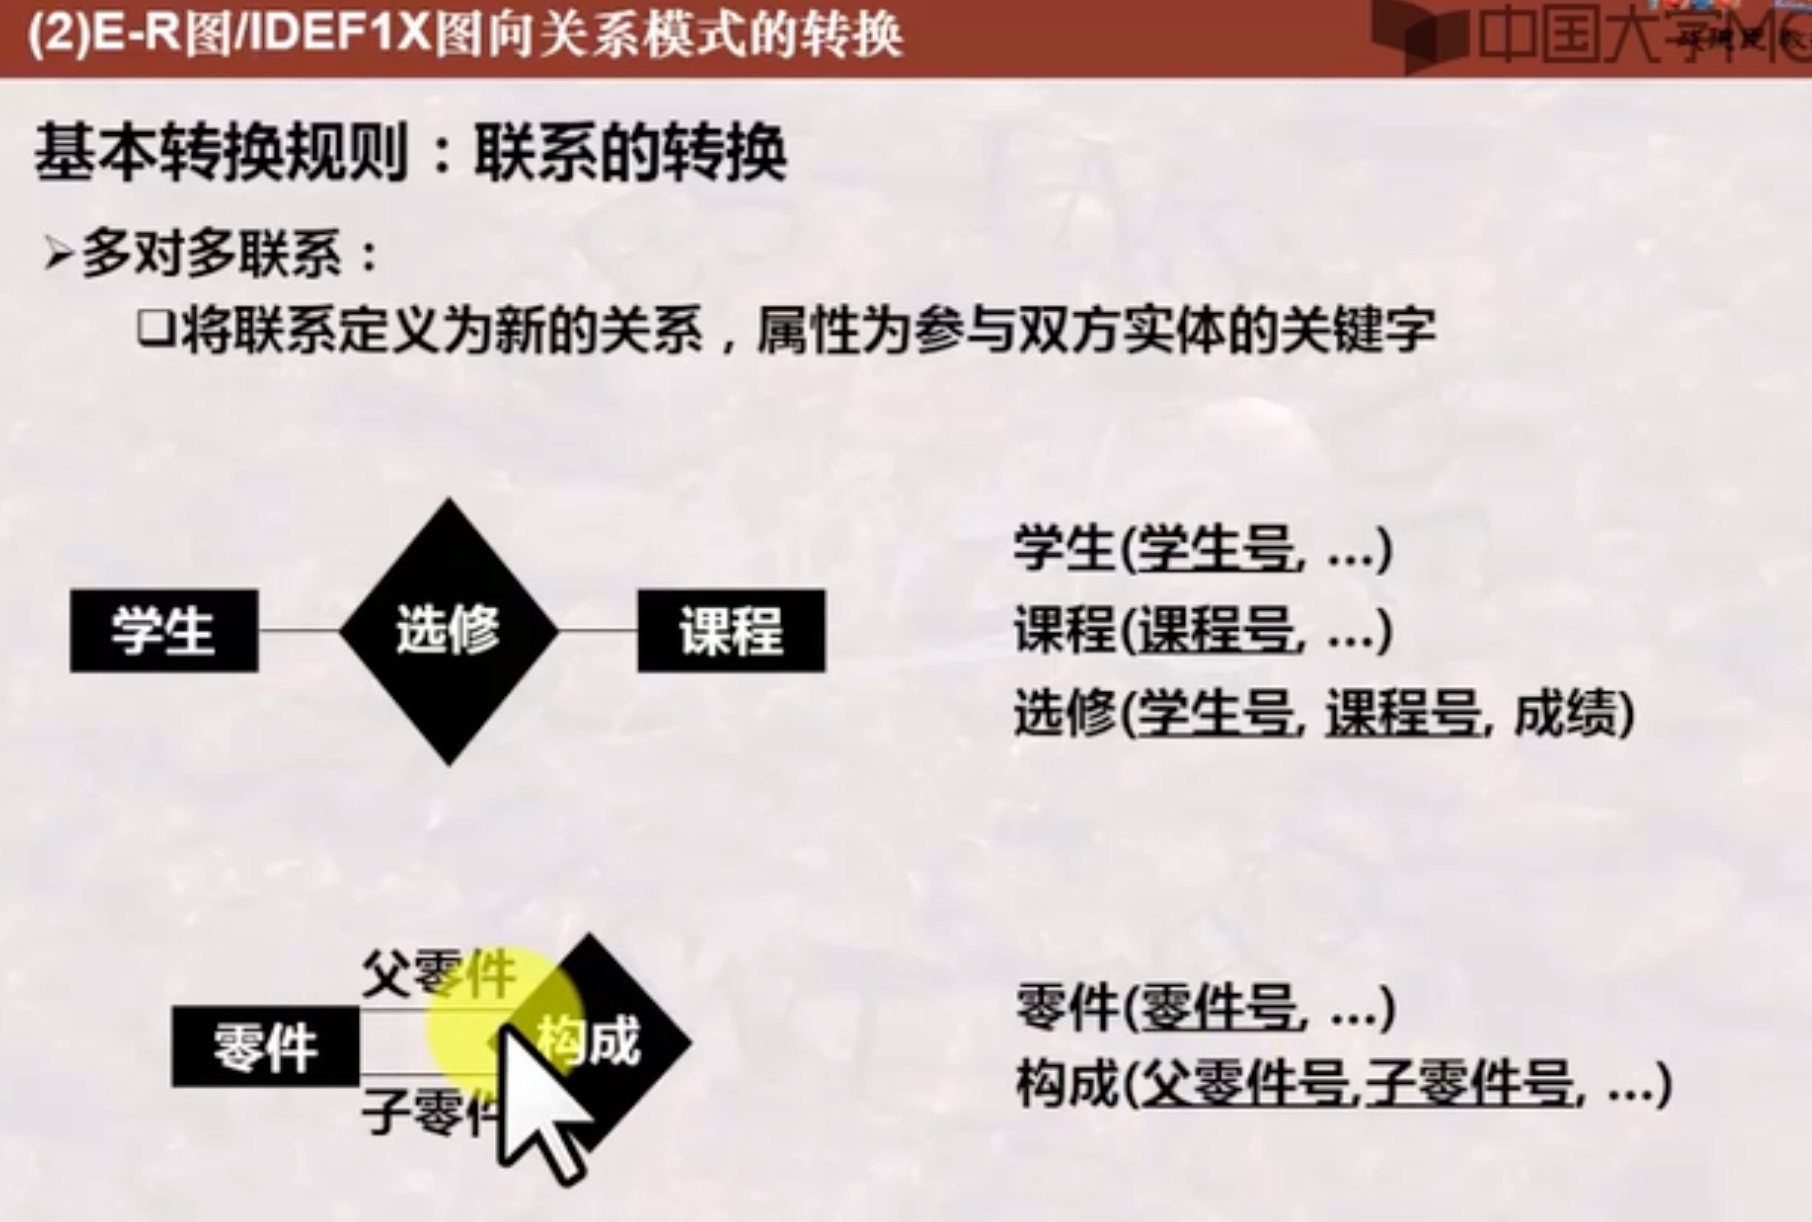 (2)E-R图/IDEF1X图向关系模式的转换
中国大学MO
基本转换规则：联系的转换
➢多对多联系：
❑将联系定义为新的关系，属性为参与双方实体的关键字
学生
选修
课程
学生(学生号, …)
课程(课程号, …)
选修(学生号, 课程号, 成绩)
父零件
零件
构成
子零件
零件(零件号, …)
构成(父零件号,子零件号, …)